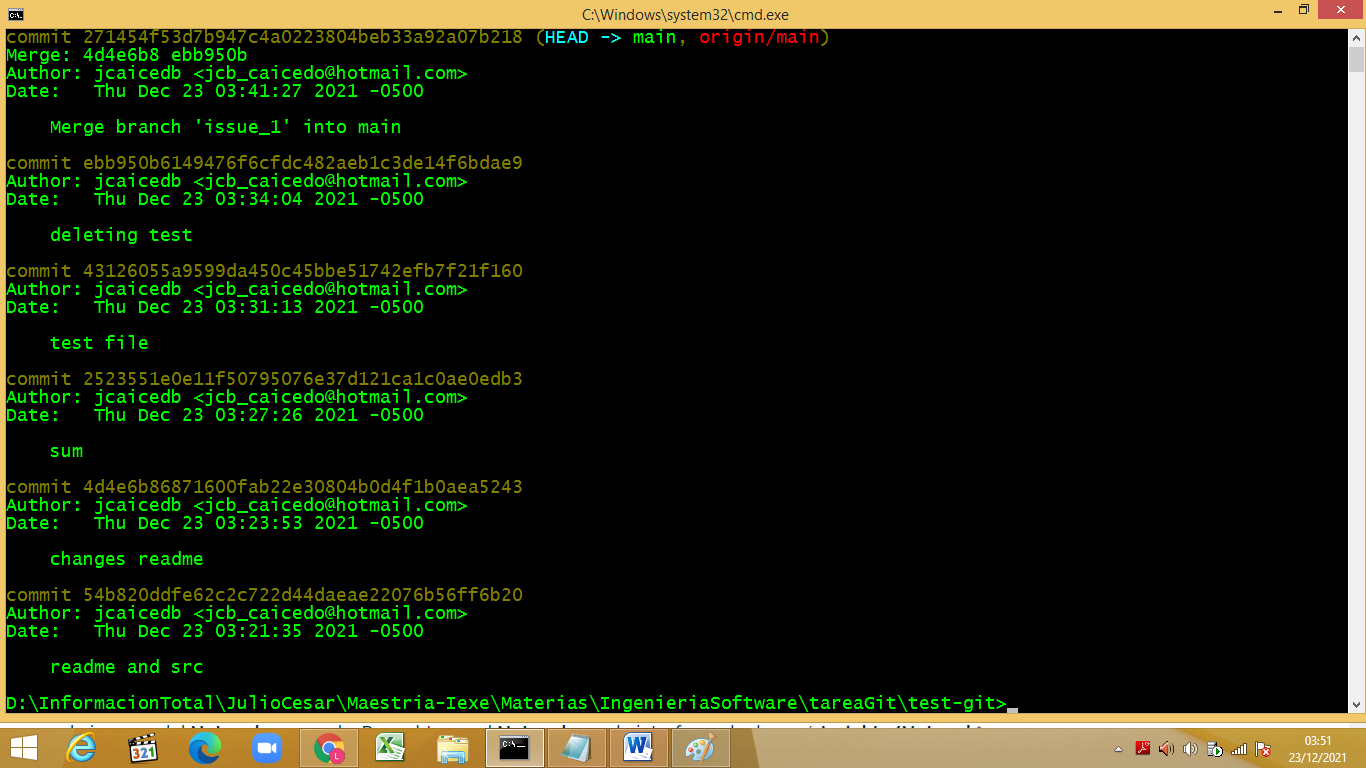 C:\Windows\system32\cmd.exe
commit 271454f53d7b947c4a0223804beb33a92a07b218 (HEAD -> main, origin/main)
Merge: 4d4e6b8 ebb950b
Author: jcaicedb <jcb_caicedo@hotmail.com>
Date:   Thu Dec 23 03:41:27 2021 -0500
Merge branch 'issue_1' into main
commit ebb950b6149476f6cfdc482aeb1c3de14f6bdae9
Author: jcaicedb <jcb_caicedo@hotmail.com>
Date:   Thu Dec 23 03:34:04 2021 -0500
deleting test
commit 43126055a9599da450c45bbe51742efb7f21f160
Author: jcaicedb <jcb_caicedo@hotmail.com>
Date:   Thu Dec 23 03:31:13 2021 -0500
test file
commit 2523551e0e11f50795076e37d121ca1c0ae0edb3
Author: jcaicedb <jcb_caicedo@hotmail.com>
Date:   Thu Dec 23 03:27:26 2021 -0500
sum
commit 4d4e6b86871600fab22e30804b0d4f1b0aea5243
Author: jcaicedb <jcb_caicedo@hotmail.com>
Date:   Thu Dec 23 03:23:53 2021 -0500
changes readme
commit 54b820ddfe62c2c722d44daeae22076b56ff6b20
Author: jcaicedb <jcb_caicedo@hotmail.com>
Date:   Thu Dec 23 03:21:35 2021 -0500
readme and src
D:\InformacionTotal\JulioCesar\Maestria-Iexe\Materias\IngenieriaSoftware\tareaGit\test-git>
321
L
03:51
23/12/2021